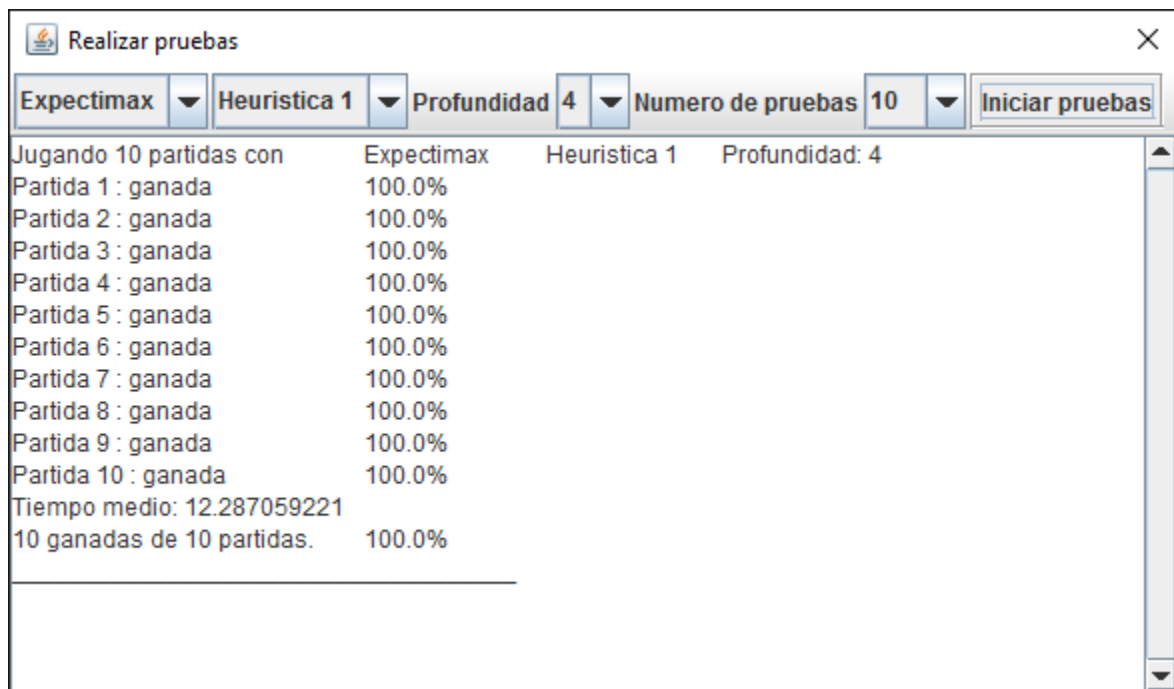 Realizar pruebas
Expectimax Heuristica 1 Profundidad 4 Numero de pruebas 10 Iniciar pruebas
Jugando 10 partidas con Expectimax Heuristica 1 Profundidad: 4
Partida 1 : ganada 100.0%
Partida 2 : ganada 100.0%
Partida 3 : ganada 100.0%
Partida 4 : ganada 100.0%
Partida 5 : ganada 100.0%
Partida 6 : ganada 100.0%
Partida 7 : ganada 100.0%
Partida 8 : ganada 100.0%
Partida 9 : ganada 100.0%
Partida 10 : ganada 100.0%
Tiempo medio: 12.287059221
10 ganadas de 10 partidas. 100.0%